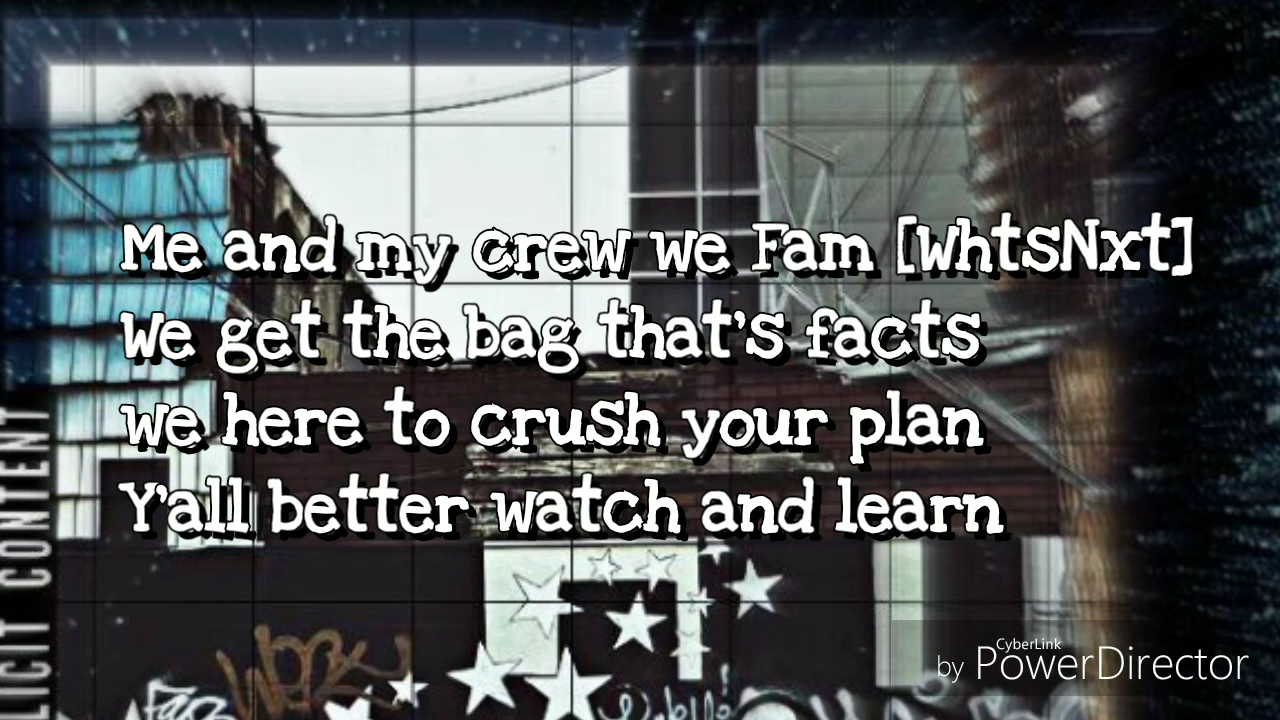 Me and my crew we Fam [WhtsNxt]
We get the bag that's facts
We here to crush your plan
Y'all better watch and learn
LICIT CONTENT
CyberLink
by PowerDirector